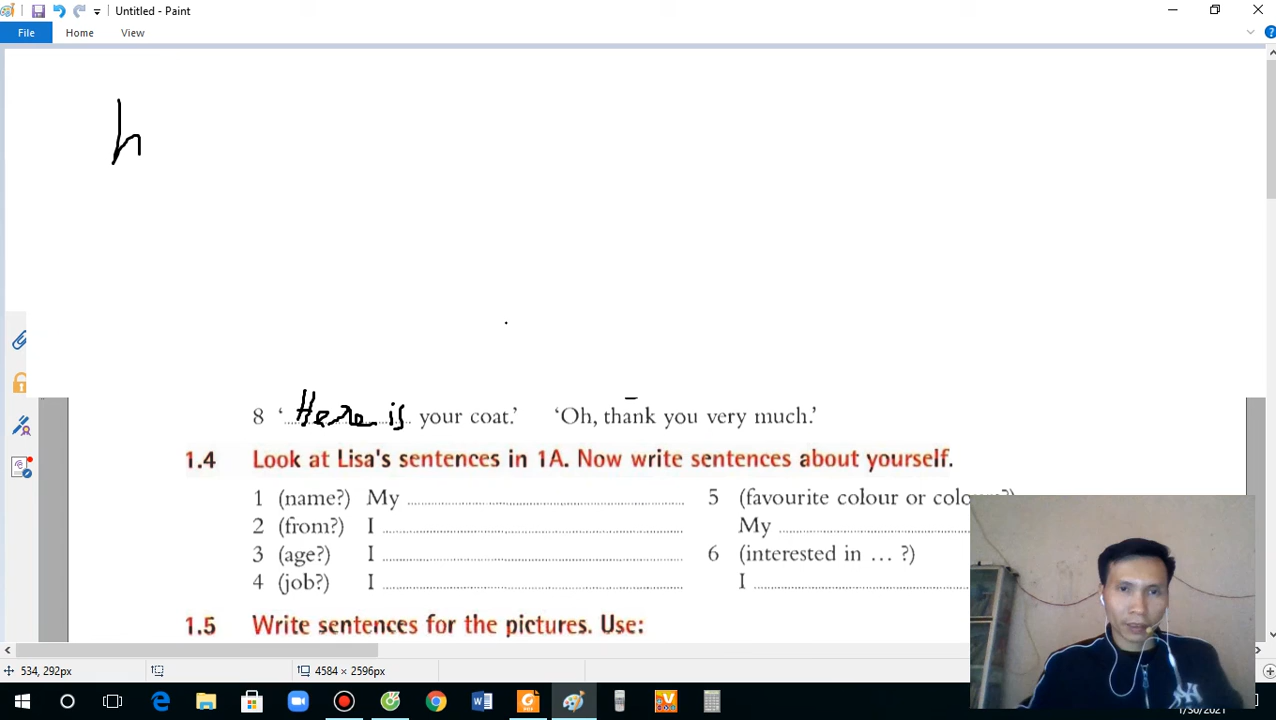 Untitled - Paint
File Home View
h
8 ‘ Here is your coat.’ ‘Oh, thank you very much.’
1.4 Look at Lisa's sentences in 1A. Now write sentences about yourself.
1 (name?) My
2 (from?) I
3 (age?) I
4 (job?) I
5 (favourite colour or
My
6 (interested in … ?)
I
1.5 Write sentences for the pictures. Use:
534, 292px 4584 × 2596px